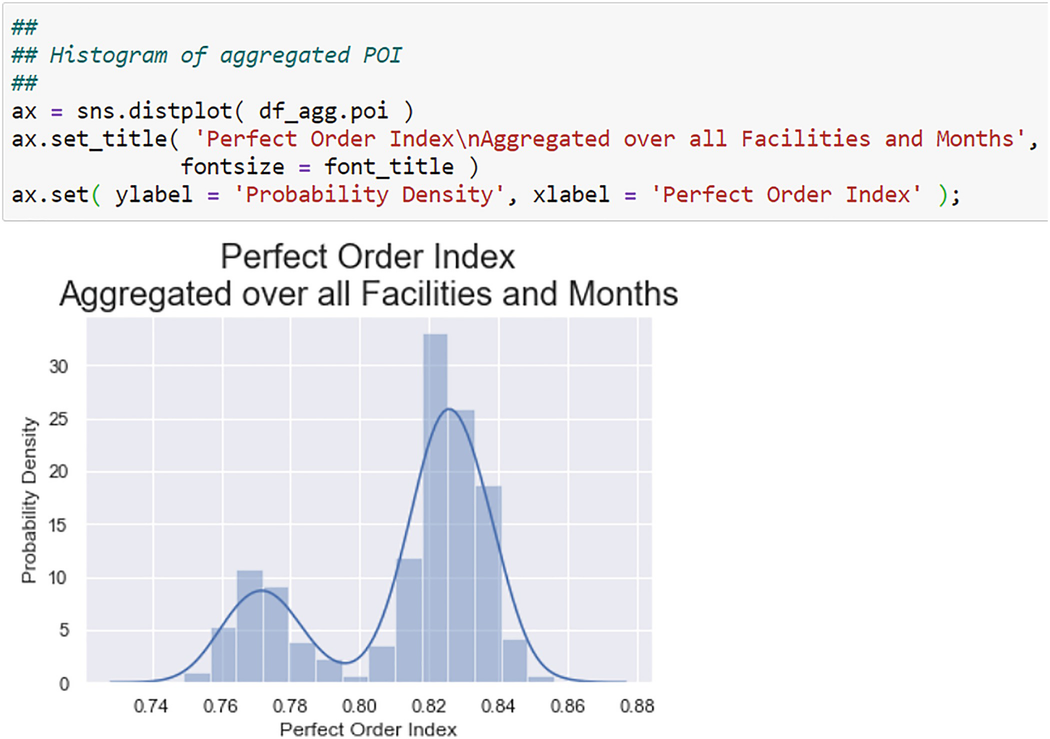 ##
## Histogram of aggregated POI
##
ax = sns.distplot( df_agg.poi )
ax.set_title( 'Perfect Order Index\nAggregated over all Facilities and Months',
fontsize = font_title )
ax.set( ylabel = 'Probability Density', xlabel = 'Perfect Order Index' );
Perfect Order Index
Aggregated over all Facilities and Months
Probability Density
30
25
20
15
10
5
0
0.74 0.76 0.78 0.80 0.82 0.84 0.86 0.88
Perfect Order Index